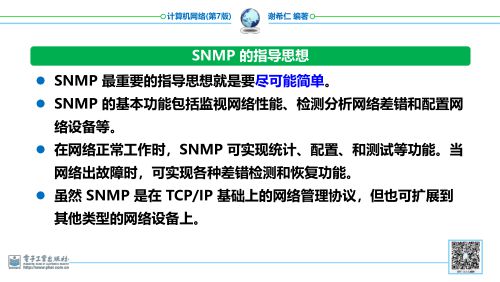 计算机网络(第7版)
谢希仁 编著
SNMP 的指导思想
SNMP 最重要的指导思想就是要尽可能简单。
SNMP 的基本功能包括监视网络性能、检测分析网络差错和配置网
络设备等。
在网络正常工作时，SNMP 可实现统计、配置、和测试等功能。当
网络出故障时，可实现各种差错检测和恢复功能。
虽然 SNMP 是在 TCP/IP 基础上的网络管理协议，但也可扩展到
其他类型的网络设备上。
电子工业出版社
http://www.phei.com.cn